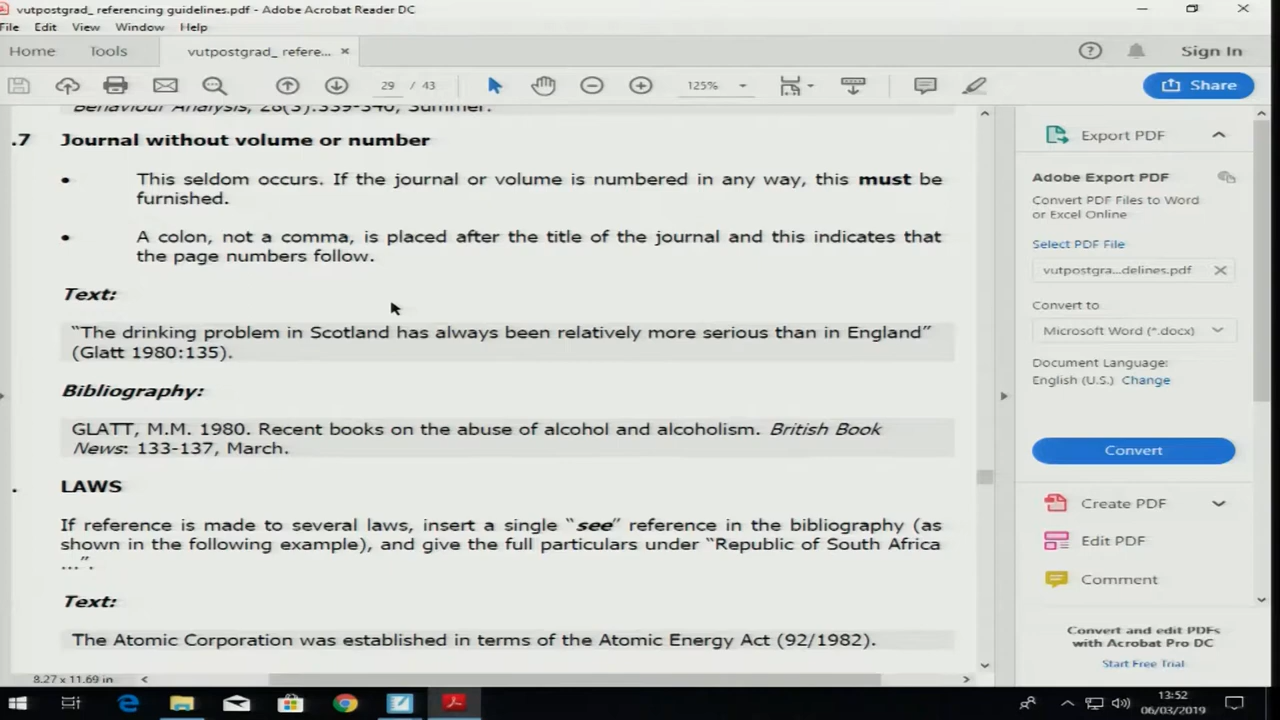 vutpostgrad_ referencing guidelines.pdf - Adobe Acrobat Reader DC
File Edit View Window Help
Home Tools vutpostgrad_ refere... × Sign In
29 / 43 125% Share
Behaviour Analysis, 28(3):339-346, Summer.
.7 Journal without volume or number
• This seldom occurs. If the journal or volume is numbered in any way, this must be
furnished.
• A colon, not a comma, is placed after the title of the journal and this indicates that
the page numbers follow.
Text:
“The drinking problem in Scotland has always been relatively more serious than in England”
(Glatt 1980:135).
Bibliography:
GLATT, M.M. 1980. Recent books on the abuse of alcohol and alcoholism. British Book
News: 133-137, March.
. LAWS
If reference is made to several laws, insert a single “see” reference in the bibliography (as
shown in the following example), and give the full particulars under “Republic of South Africa
...”.
Text:
The Atomic Corporation was established in terms of the Atomic Energy Act (92/1982).
8.27 x 11.69 in
Export PDF
Adobe Export PDF
Convert PDF Files to Word
or Excel Online
Select PDF File
vutpostgra...delines.pdf ×
Convert to
Microsoft Word (*.docx)
Document Language:
English (U.S.) Change
Convert
Create PDF
Edit PDF
Comment
Convert and edit PDFs
with Acrobat Pro DC
Start Free Trial
13:52
06/03/2019